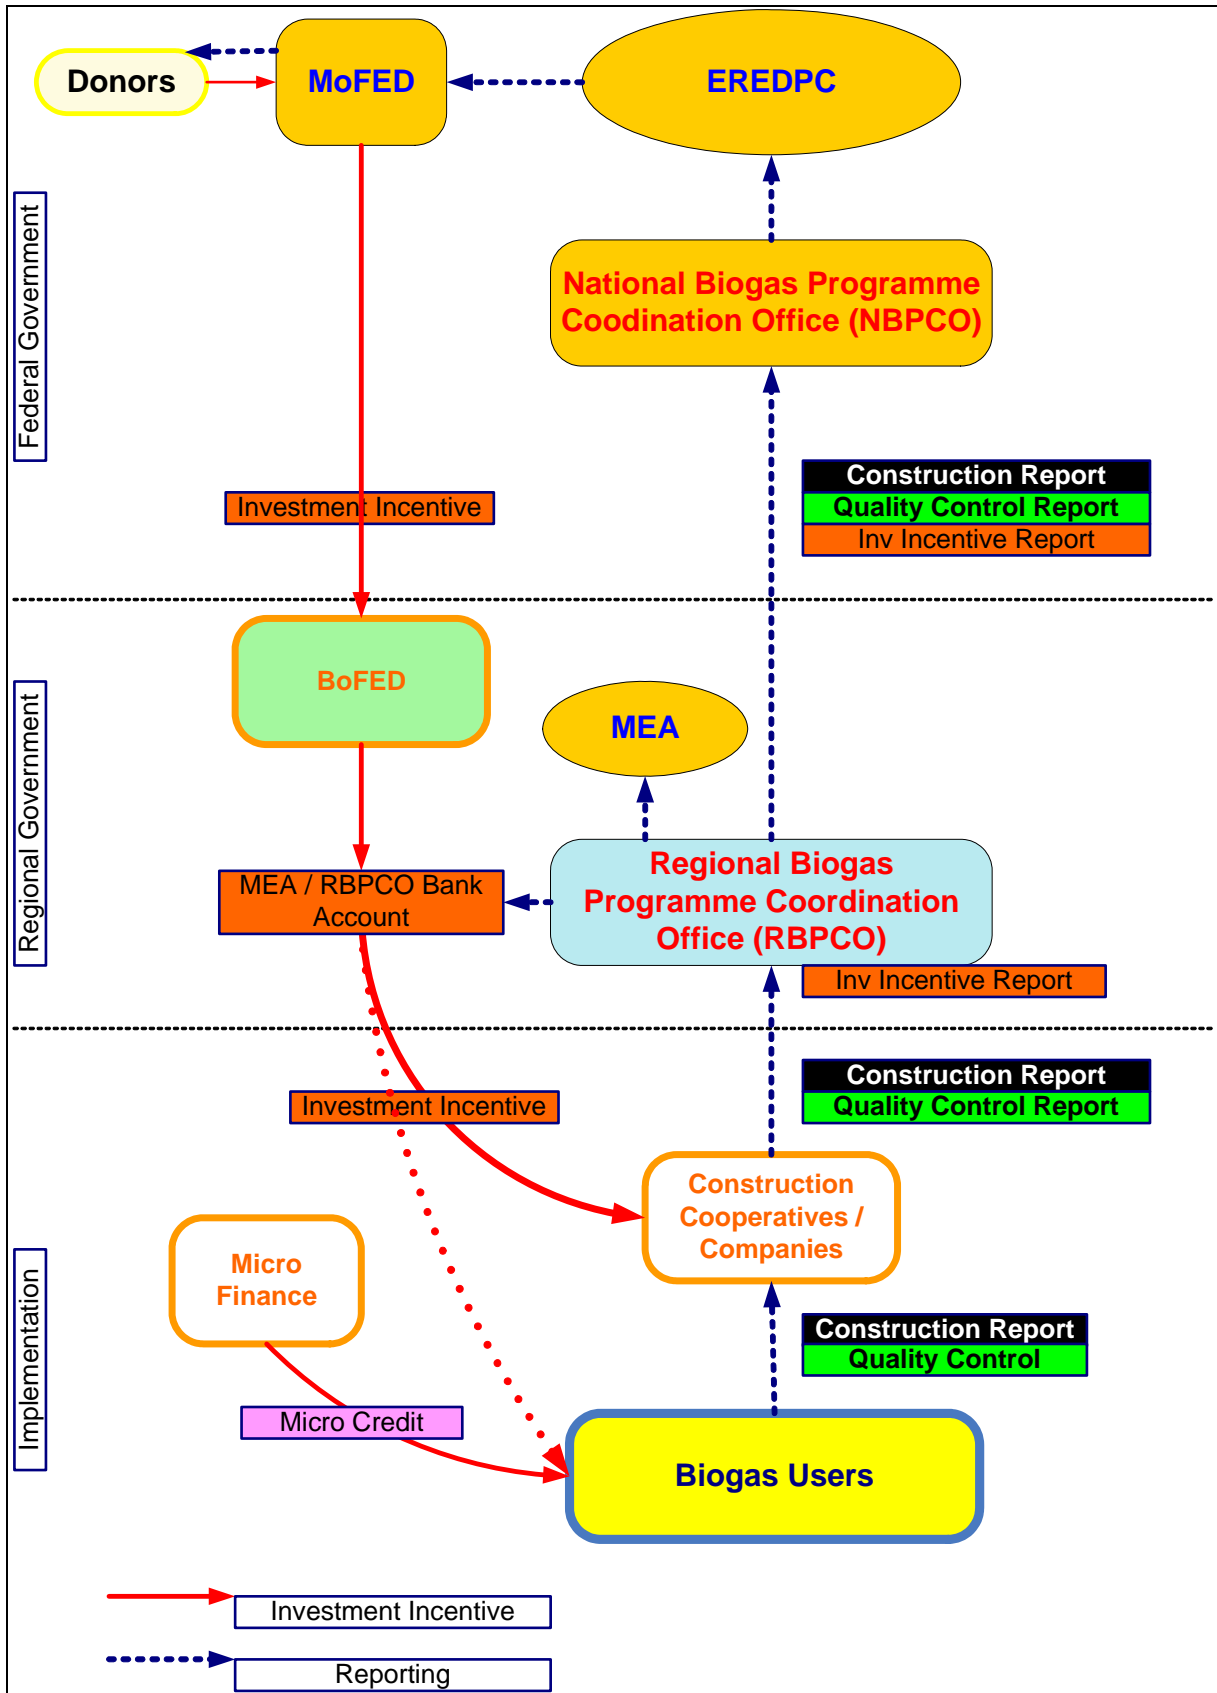 Donors
MoFED
EREDPC
Federal Government
National Biogas Programme
Coodination Office (NBPCO)
Construction Report
Quality Control Report
Inv Incentive Report
Investment Incentive
Regional Government
BoFED
MEA
MEA / RBPCO Bank
Account
Regional Biogas
Programme Coordination
Office (RBPCO)
Inv Incentive Report
Implementation
Construction Report
Quality Control Report
Investment Incentive
Construction
Cooperatives /
Companies
Micro
Finance
Construction Report
Quality Control
Micro Credit
Biogas Users
Investment Incentive
Reporting